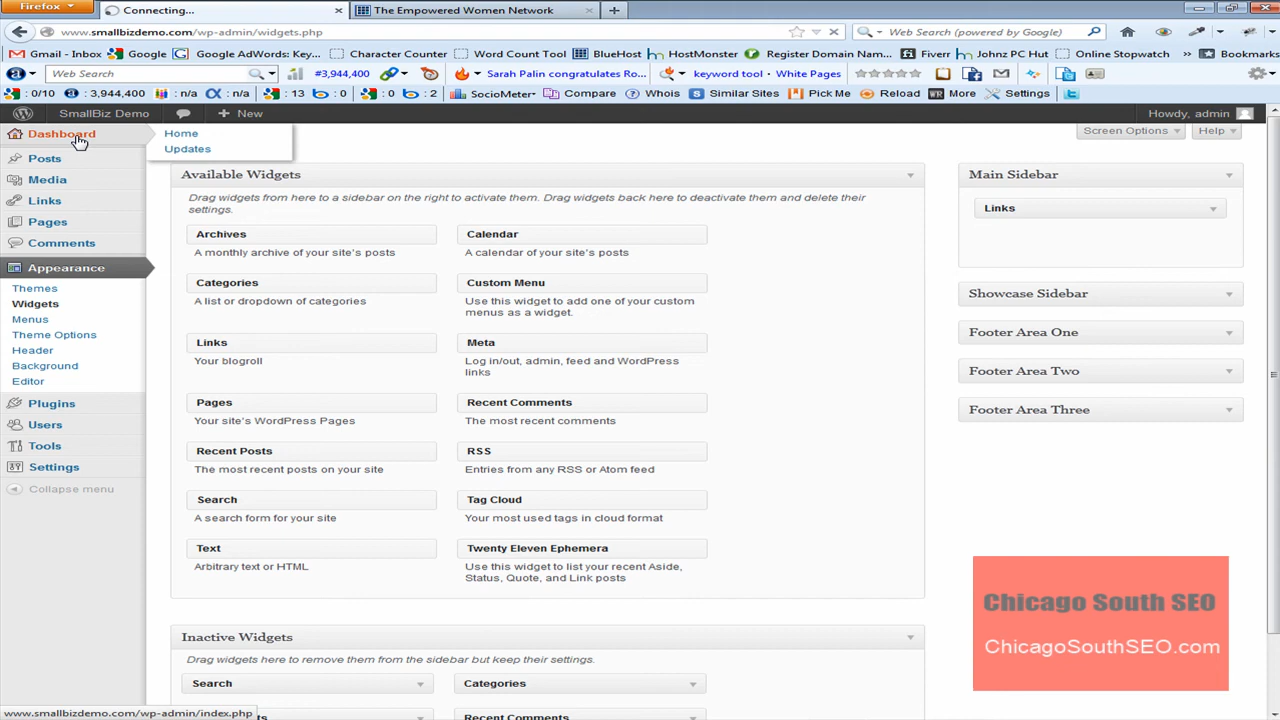 Firefox
Connecting...
The Empowered Women Network
www.smallbizdemo.com/wp-admin/widgets.php
Web Search (powered by Google)
Gmail - Inbox
Google
Google AdWords: Key...
Character Counter
Word Count Tool
BlueHost
HostMonster
Register Domain Nam...
Fiverr
Johnz PC Hut
Online Stopwatch
Bookmarks
Web Search
#3,944,400
Sarah Palin congratulates Ro...
keyword tool
White Pages
: 0/10
: 3,944,400
: n/a
: n/a
: 13
: 0
: 0
: 2
SocioMeter
Compare
Whois
Similar
Pick Me
Reload
More
Settings
SmallBiz Demo
New
Howdy, admin
Dashboard
Home
Updates
Screen Options
Help
Posts
Media
Links
Pages
Comments
Appearance
Themes
Widgets
Menus
Theme Options
Header
Background
Editor
Plugins
Users
Tools
Settings
Collapse menu
Available Widgets
Drag widgets from here to a sidebar on the right to activate them. Drag widgets back here to deactivate them and delete their
settings.
Archives
A monthly archive of your site's posts
Calendar
A calendar of your site's posts
Categories
A list or dropdown of categories
Custom Menu
Use this widget to add one of your custom
menus as a widget.
Links
Your blogroll
Meta
Log in/out, admin, feed and WordPress
links
Pages
Your site's WordPress Pages
Recent Comments
The most recent comments
Recent Posts
The most recent posts on your site
RSS
Entries from any RSS or Atom feed
Search
A search form for your site
Tag Cloud
Your most used tags in cloud format
Text
Arbitrary text or HTML
Twenty Eleven Ephemera
Use this widget to list your recent Aside,
Status, Quote, and Link posts
Inactive Widgets
Drag widgets here to remove them from the sidebar but keep their settings.
Search
Categories
Recent Comments
Main Sidebar
Links
Showcase Sidebar
Footer Area One
Footer Area Two
Footer Area Three
Chicago South SEO
ChicagoSouthSEO.com
www.smallbizdemo.com/wp-admin/index.php